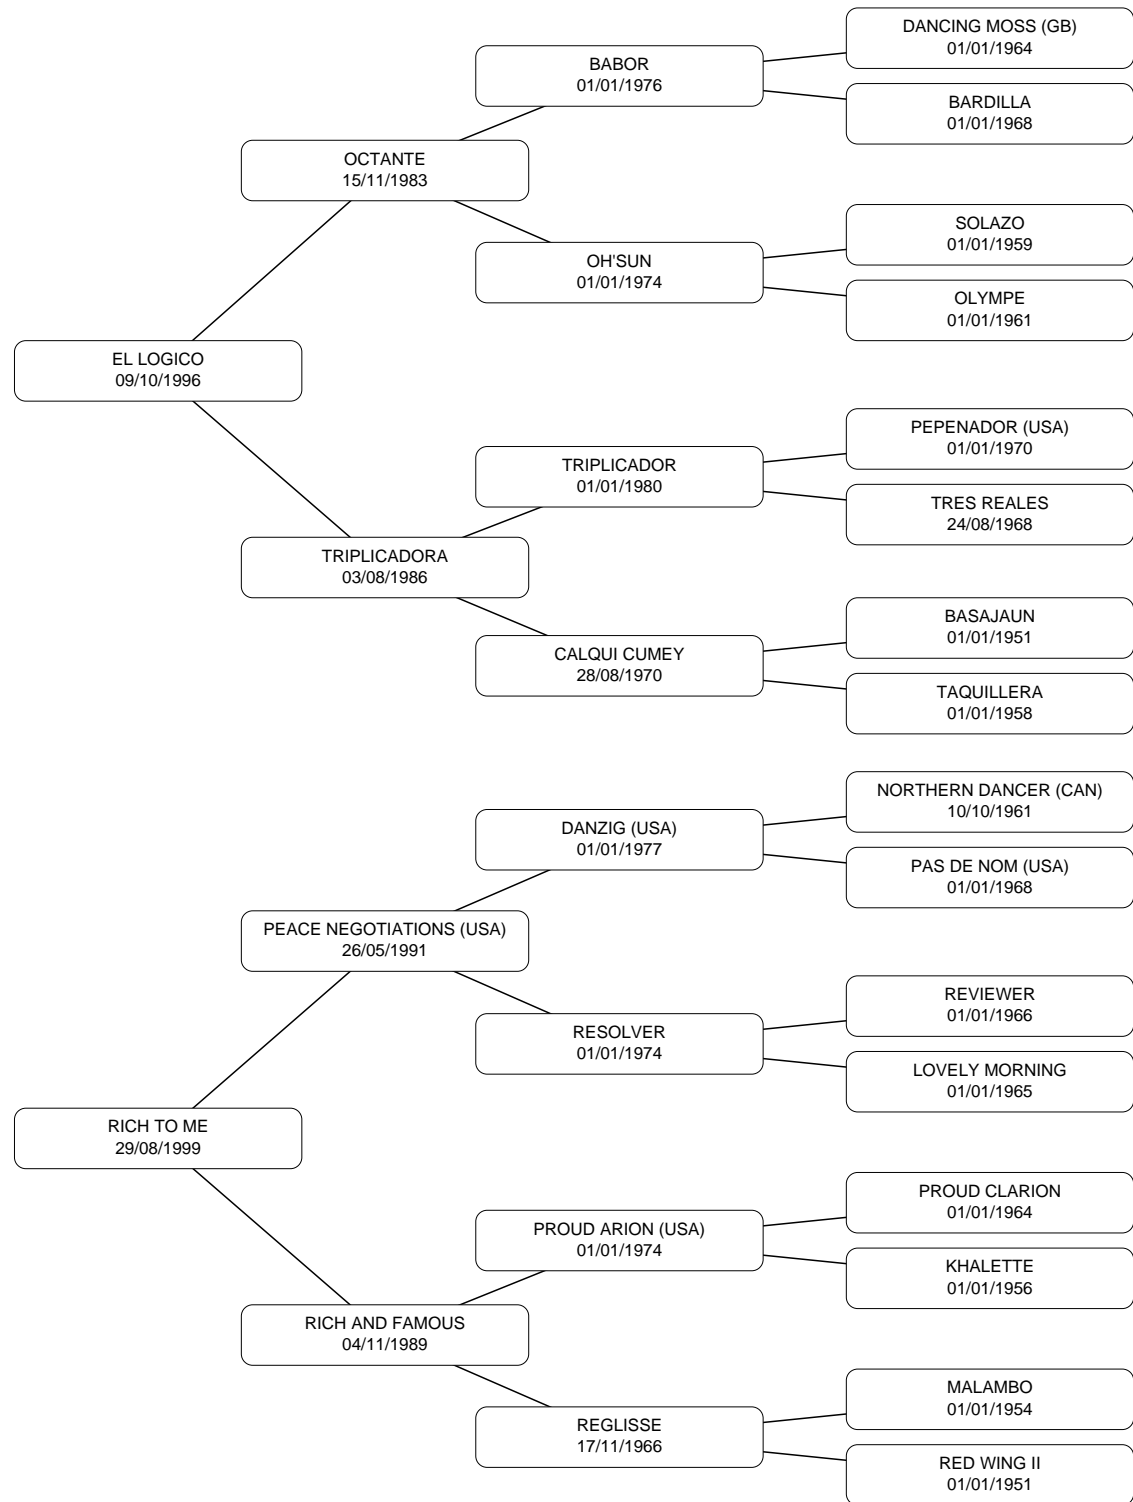 DANCING MOSS (GB)
01/01/1964
BABOR
01/01/1976
BARDILLA
01/01/1968
OCTANTE
15/11/1983
SOLAZO
01/01/1959
OH'SUN
01/01/1974
OLYMPE
01/01/1961
EL LOGICO
09/10/1996
PEPENADOR (USA)
01/01/1970
TRIPLICADOR
01/01/1980
TRES REALES
24/08/1968
TRIPLICADORA
03/08/1986
BASAJAUN
01/01/1951
CALQUI CUMEY
28/08/1970
TAQUILLERA
01/01/1958
NORTHERN DANCER (CAN)
10/10/1961
DANZIG (USA)
01/01/1977
PAS DE NOM (USA)
01/01/1968
PEACE NEGOTIATIONS (USA)
26/05/1991
REVIEWER
01/01/1966
RESOLVER
01/01/1974
LOVELY MORNING
01/01/1965
RICH TO ME
29/08/1999
PROUD CLARION
01/01/1964
PROUD ARION (USA)
01/01/1974
KHALETTE
01/01/1956
RICH AND FAMOUS
04/11/1989
MALAMBO
01/01/1954
REGLISSE
17/11/1966
RED WING II
01/01/1951